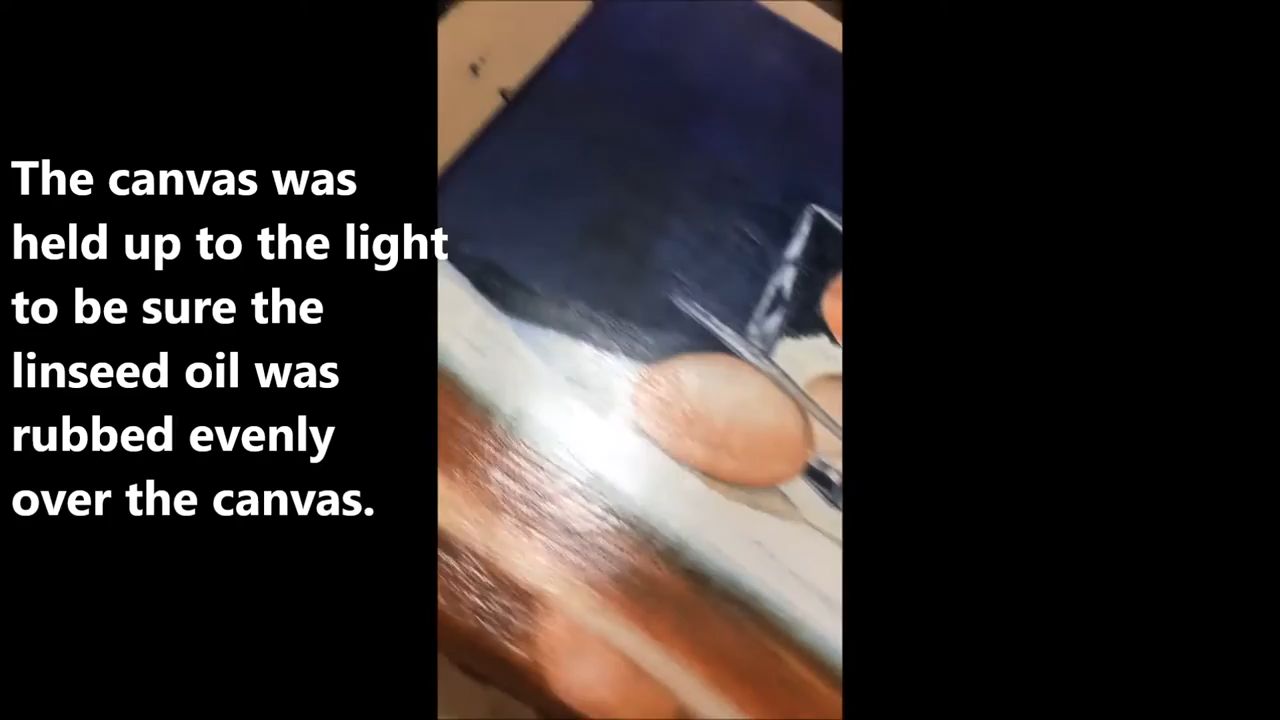 The canvas was
held up to the light
to be sure the
linseed oil was
rubbed evenly
over the canvas.